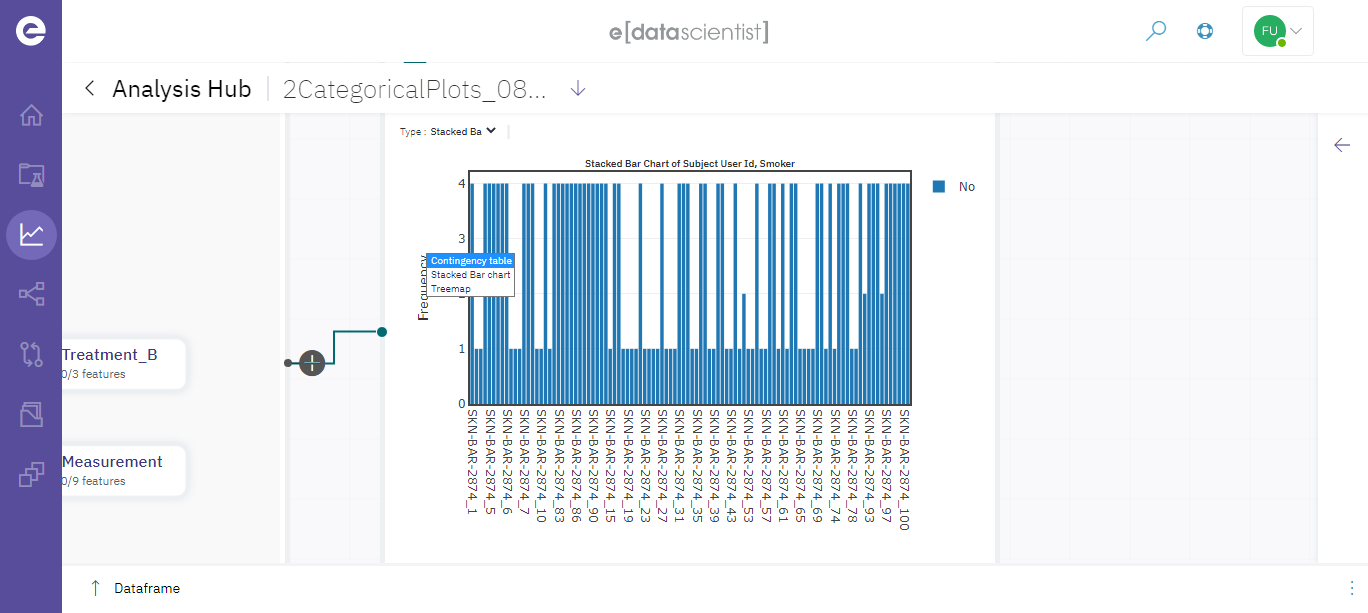 e[datascientist]
FU
Analysis Hub
2CategoricalPlots_08...
Type : Stacked Ba
Stacked Bar Chart of Subject User Id, Smoker
4
3
1
0
No
Frequency
Contingency table
Stacked Bar chart
Treemap
SKN-BAR-2874_1
SKN-BAR-2874_5
SKN-BAR-2874_6
SKN-BAR-2874_7
SKN-BAR-2874_10
SKN-BAR-2874_83
SKN-BAR-2874_86
SKN-BAR-2874_90
SKN-BAR-2874_15
SKN-BAR-2874_19
SKN-BAR-2874_23
SKN-BAR-2874_27
SKN-BAR-2874_31
SKN-BAR-2874_35
SKN-BAR-2874_39
SKN-BAR-2874_43
SKN-BAR-2874_53
SKN-BAR-2874_57
SKN-BAR-2874_61
SKN-BAR-2874_65
SKN-BAR-2874_69
SKN-BAR-2874_74
SKN-BAR-2874_78
SKN-BAR-2874_93
SKN-BAR-2874_97
SKN-BAR-2874_100
Treatment_B
0/3 features
Measurement
0/9 features
Dataframe